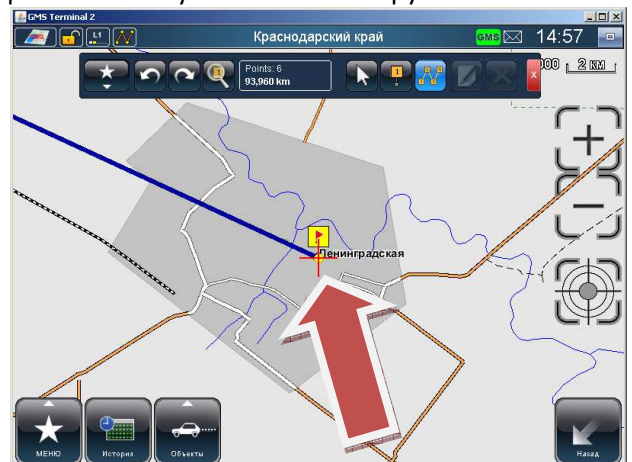 GMS Terminal 2
L1
Краснодарский край
GMS
14:57
1
Points: 6
93,960 km
1
x
000
2 КМ
Ленинградская
МЕНЮ
История
Объекты
Назад